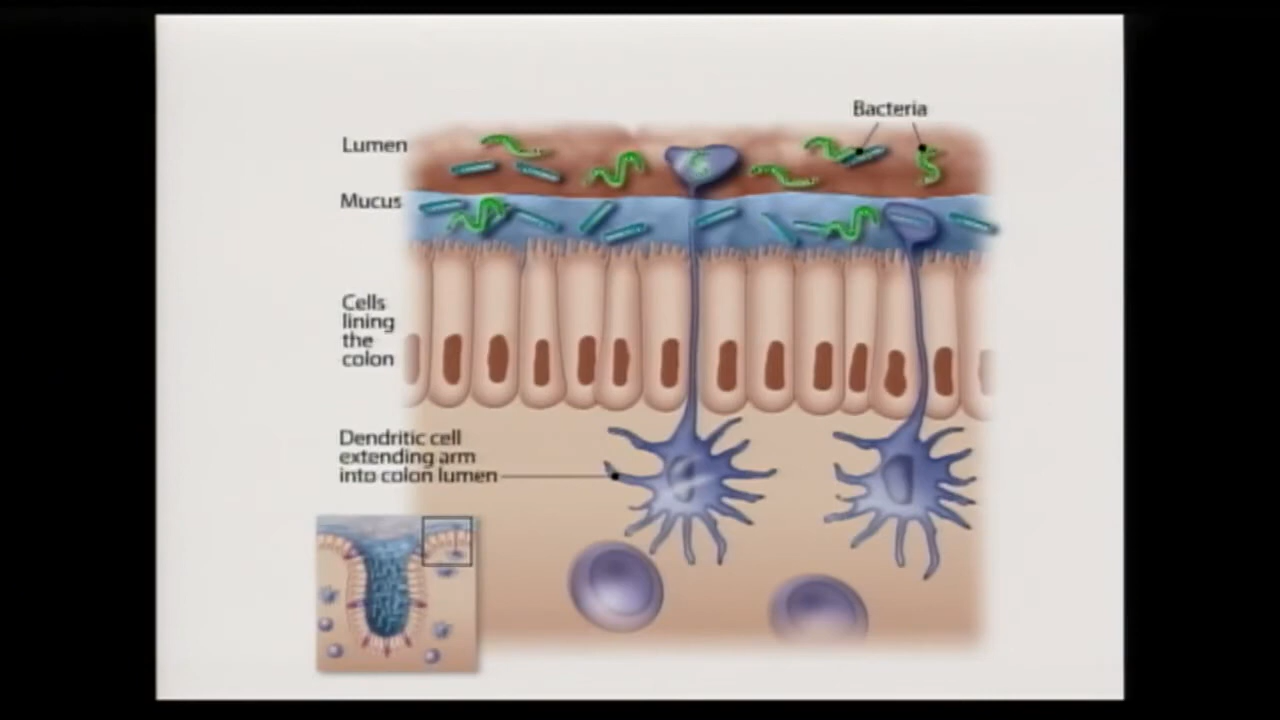 Bacteria
Lumen
Mucus
Cells
lining
the
colon
Dendritic cell
extending arm
into colon lumen